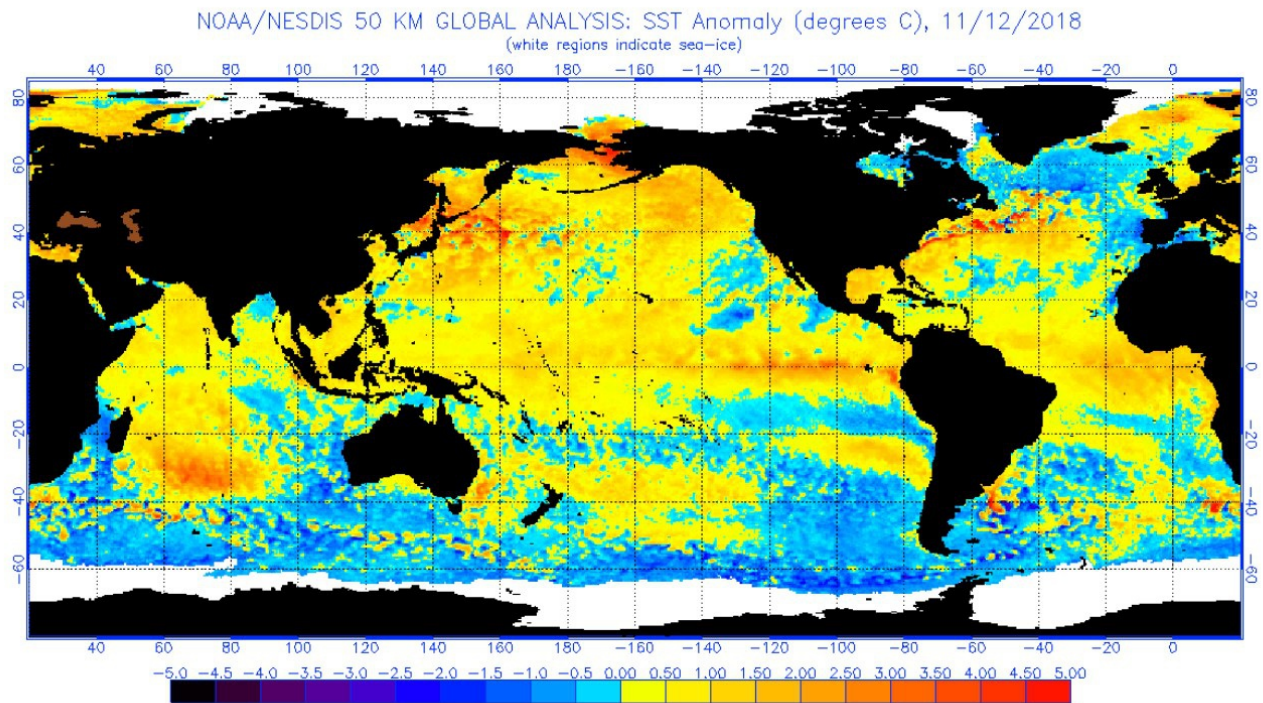 NOAA/NESDIS 50 KM GLOBAL ANALYSIS: SST Anomaly (degrees C), 11/12/2018
(white regions indicate sea-ice)
40 60 80 100 120 140 160 180 -160 -140 -120 -100 -80 -60 -40 -20 0
80 80
60 60
40 40
20 20
0 0
-20 -20
-40 -40
-60 -60
40 60 80 100 120 140 160 180 -160 -140 -120 -100 -80 -60 -40 -20 0
-5.0 -4.5 -4.0 -3.5 -3.0 -2.5 -2.0 -1.5 -1.0 -0.5 0.00 0.50 1.00 1.50 2.00 2.50 3.00 3.50 4.00 4.50 5.00